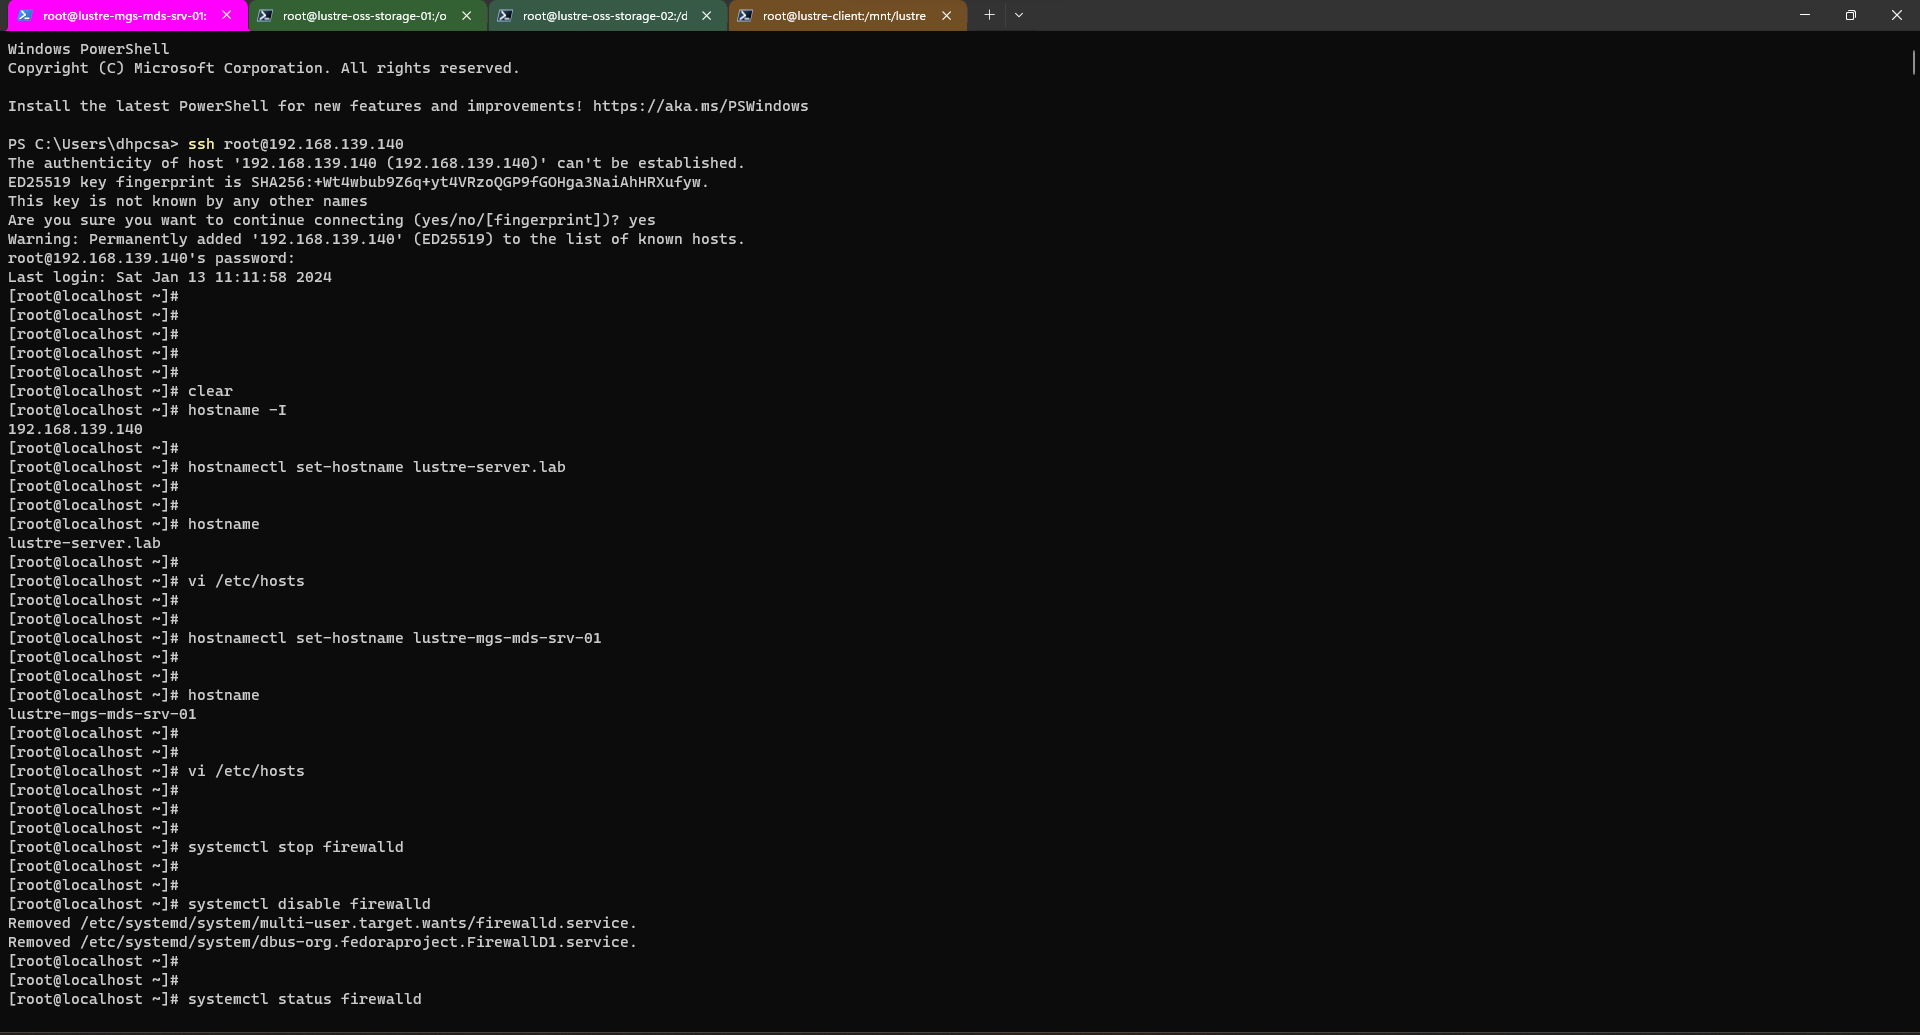 root@lustre-mgs-mds-srv-01:
root@lustre-oss-storage-01:/o
root@lustre-oss-storage-02:/d
root@lustre-client:/mnt/lustre
Windows PowerShell
Copyright (C) Microsoft Corporation. All rights reserved.
Install the latest PowerShell for new features and improvements! https://aka.ms/PSWindows
PS C:\Users\dhpcsa> ssh root@192.168.139.140
The authenticity of host '192.168.139.140 (192.168.139.140)' can't be established.
ED25519 key fingerprint is SHA256:+Wt4wbub9Z6q+yt4VRzoQGP9fGOHga3NaiAhHRXufyw.
This key is not known by any other names
Are you sure you want to continue connecting (yes/no/[fingerprint])? yes
Warning: Permanently added '192.168.139.140' (ED25519) to the list of known hosts.
root@192.168.139.140's password:
Last login: Sat Jan 13 11:11:58 2024
[root@localhost ~]#
[root@localhost ~]#
[root@localhost ~]#
[root@localhost ~]#
[root@localhost ~]#
[root@localhost ~]# clear
[root@localhost ~]# hostname -I
192.168.139.140
[root@localhost ~]#
[root@localhost ~]# hostnamectl set-hostname lustre-server.lab
[root@localhost ~]#
[root@localhost ~]#
[root@localhost ~]# hostname
lustre-server.lab
[root@localhost ~]#
[root@localhost ~]# vi /etc/hosts
[root@localhost ~]#
[root@localhost ~]#
[root@localhost ~]# hostnamectl set-hostname lustre-mgs-mds-srv-01
[root@localhost ~]#
[root@localhost ~]#
[root@localhost ~]# hostname
lustre-mgs-mds-srv-01
[root@localhost ~]#
[root@localhost ~]#
[root@localhost ~]# vi /etc/hosts
[root@localhost ~]#
[root@localhost ~]#
[root@localhost ~]#
[root@localhost ~]# systemctl stop firewalld
[root@localhost ~]#
[root@localhost ~]#
[root@localhost ~]# systemctl disable firewalld
Removed /etc/systemd/system/multi-user.target.wants/firewalld.service.
Removed /etc/systemd/system/dbus-org.fedoraproject.FirewallD1.service.
[root@localhost ~]#
[root@localhost ~]#
[root@localhost ~]# systemctl status firewalld